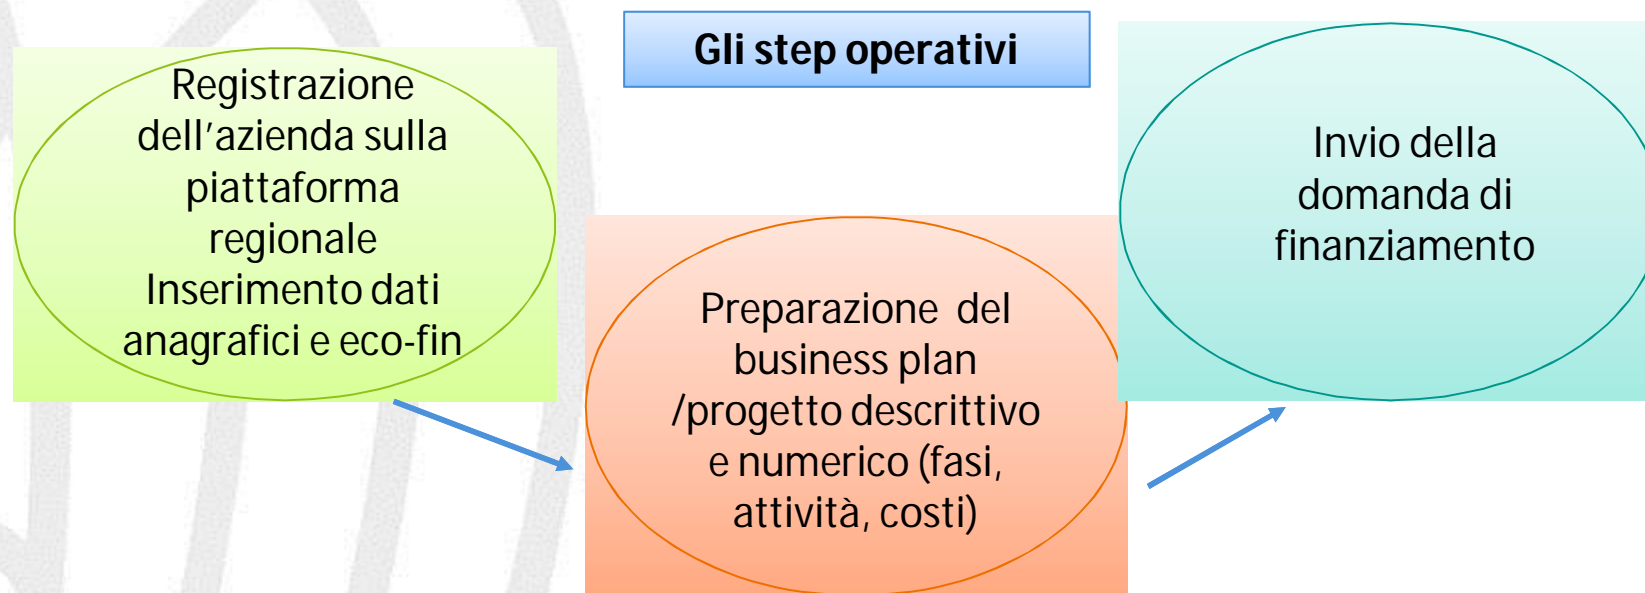 Gli step operativi
Registrazione
dell’azienda sulla
piattaforma
regionale
Inserimento dati
anagrafici e eco-fin
Preparazione  del
business plan
/progetto descrittivo
e numerico (fasi,
attività, costi)
Invio della
domanda di
finanziamento